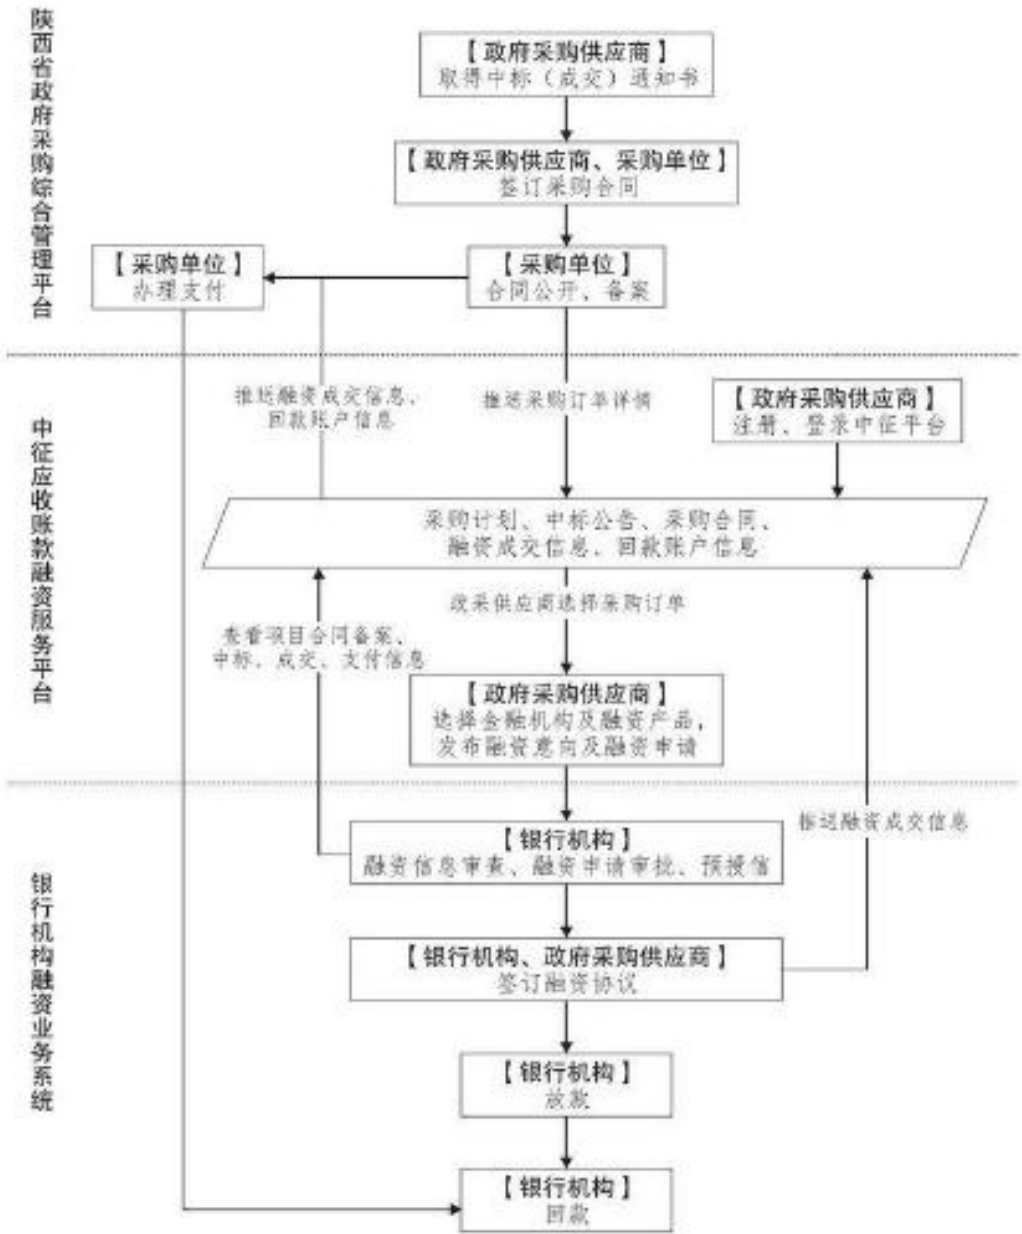 陕西省政府采购综合管理平台
【政府采购供应商】
取得中标（成交）通知书
【政府采购供应商、采购单位】
签订采购合同
【采购单位】
办理支付
【采购单位】
合同公开、备案
推送融资成交信息、
回款账户信息
推送采购订单详情
【政府采购供应商】
注册、登录中征平台
中征应收账款融资服务平台
采购计划、中标公告、采购合同、
融资成交信息、回款账户信息
政采供应商选择采购订单
查看项目合同备案、
中标、成交、支付信息
【政府采购供应商】
选择金融机构及融资产品,
发布融资意向及融资申请
银行机构融资业务系统
【银行机构】
融资信息审查、融资申请审批、预授信
推送融资成交信息
【银行机构、政府采购供应商】
签订融资协议
【银行机构】
放款
【银行机构】
回款